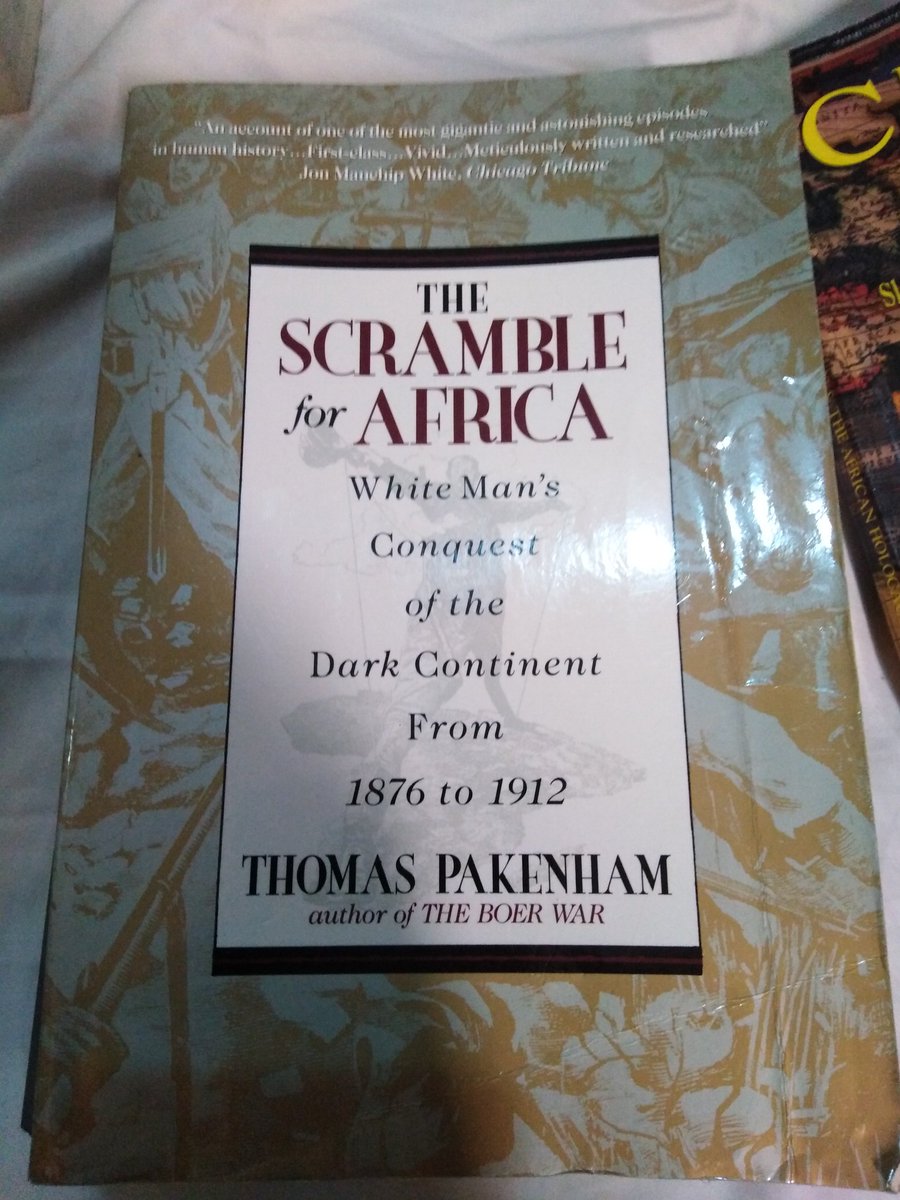 "An account of one of the most gigantic and astonishing episodes
in human history...First-class...Vivid...Meticulously written and researched"
Jon Manchip White, Chicago Tribune
THE
SCRAMBLE
for AFRICA
White Man's
Conquest
of the
Dark Continent
From
1876 to 1912
THOMAS PAKENHAM
author of THE BOER WAR
C
THE AFRICAN